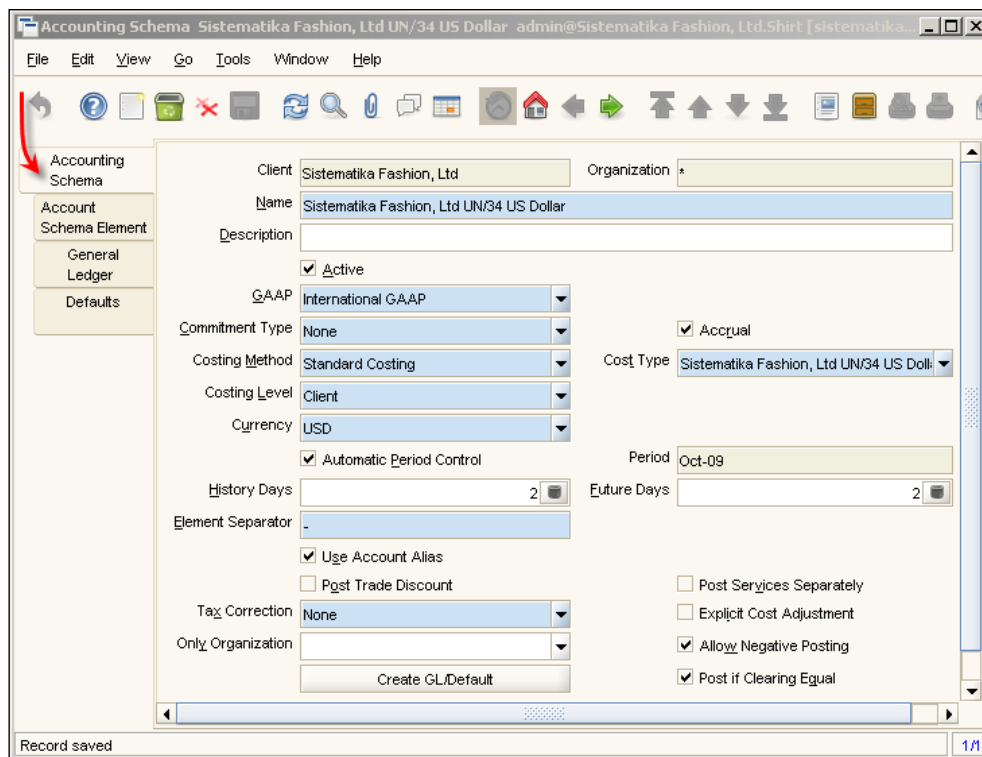 Accounting Schema Sistematika Fashion, Ltd UN/34 US Dollar admin@Sistematika Fashion, Ltd.Shirt [sistematika...
File Edit View Go Tools Window Help
Accounting Schema
Account Schema Element
General Ledger
Defaults
Client Sistematika Fashion, Ltd Organization *
Name Sistematika Fashion, Ltd UN/34 US Dollar
Description
Active
GAAP International GAAP
Commitment Type None Accrual
Costing Method Standard Costing Cost Type Sistematika Fashion, Ltd UN/34 US Doll
Costing Level Client
Currency USD
Automatic Period Control Period Oct-09
History Days 2 Future Days 2
Element Separator -
Use Account Alias
Post Trade Discount Post Services Separately
Tax Correction None Explicit Cost Adjustment
Only Organization Allow Negative Posting
Create GL/Default Post if Clearing Equal
Record saved 1/1